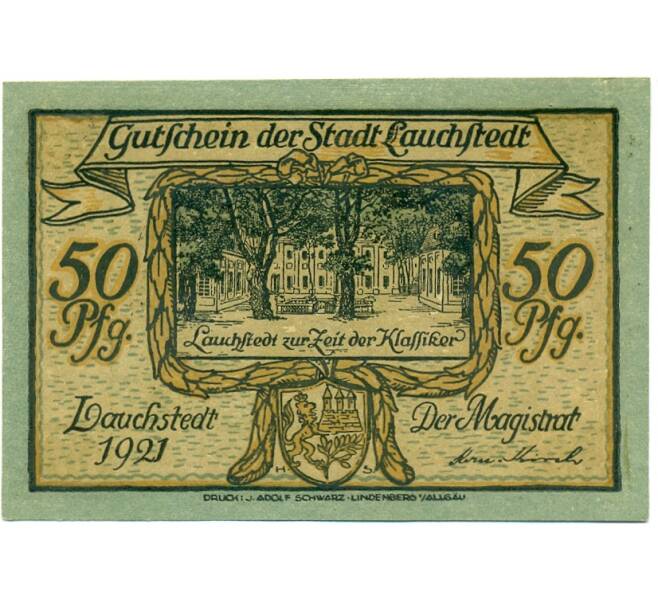 Gutschein der Stadt Lauchstedt
50 Pfg.
50 Pfg.
Lauchstedt zur Zeit der Klassiker
Lauchstedt
1921
Der Magistrat
H S
DRUCK: J. ADOLF SCHWARZ · LINDENBERG i/ALLGÄU